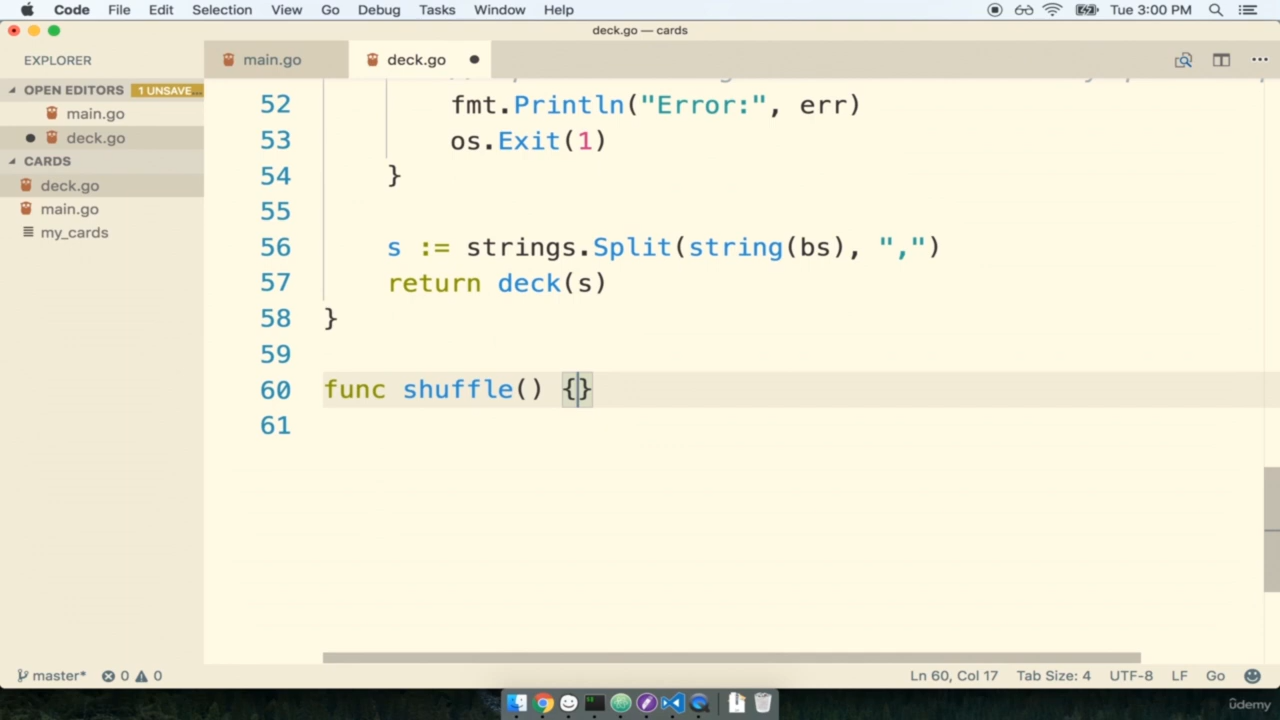 Code File Edit Selection View Go Debug Tasks Window Help Tue 3:00 PM
deck.go — cards
EXPLORER main.go deck.go
OPEN EDITORS 1 UNSAVE...
main.go
deck.go
CARDS
deck.go
main.go
my_cards
52 fmt.Println("Error:", err)
53 os.Exit(1)
54 }
55
56 s := strings.Split(string(bs), ",")
57 return deck(s)
58 }
59
60 func shuffle() {}
61
master* 0 0 Ln 60, Col 17 Tab Size: 4 UTF-8 LF Go
udemy